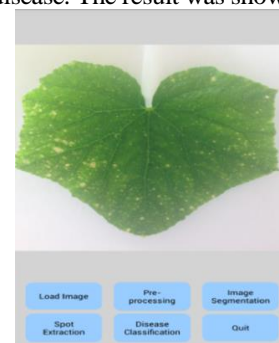 disease. The result was show
Load Image
Pre-
processing
Image
Segmentation
Spot
Extraction
Disease
Classification
Quit